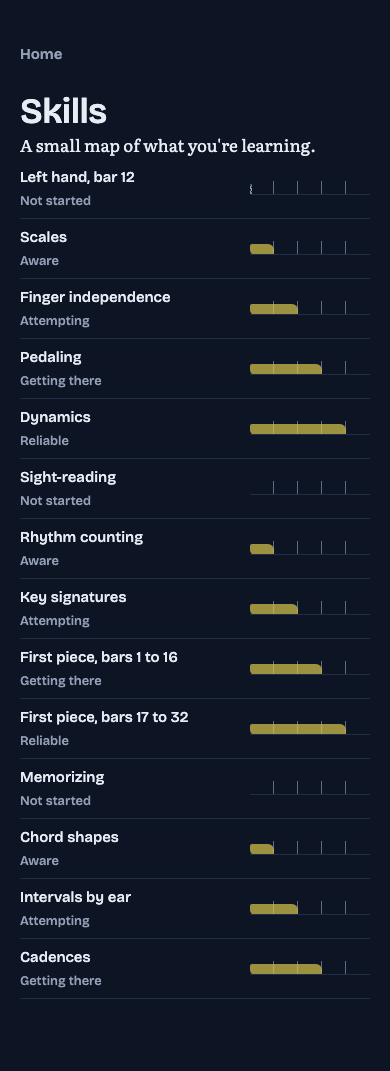 Home
Skills
A small map of what you're learning.
Left hand, bar 12
Not started
Scales
Aware
Finger independence
Attempting
Pedaling
Getting there
Dynamics
Reliable
Sight-reading
Not started
Rhythm counting
Aware
Key signatures
Attempting
First piece, bars 1 to 16
Getting there
First piece, bars 17 to 32
Reliable
Memorizing
Not started
Chord shapes
Aware
Intervals by ear
Attempting
Cadences
Getting there